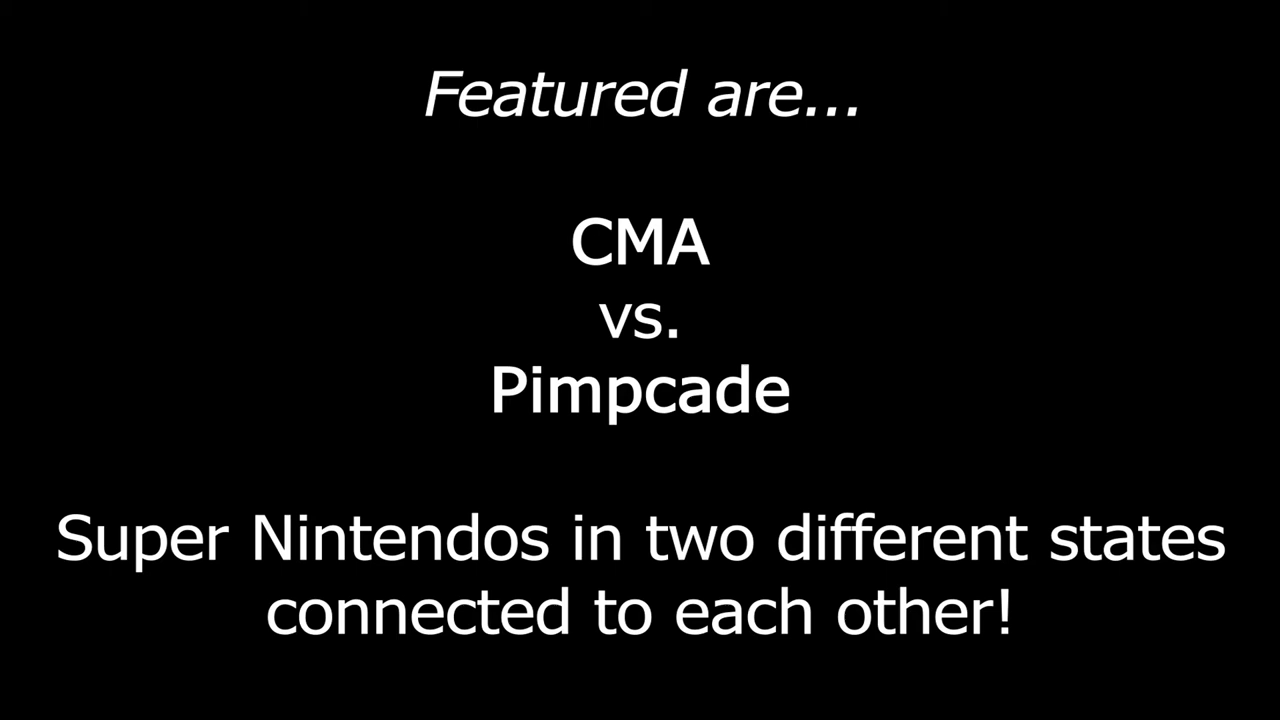 Featured are...
CMA
vs.
Pimpcade
Super Nintendos in two different states
connected to each other!